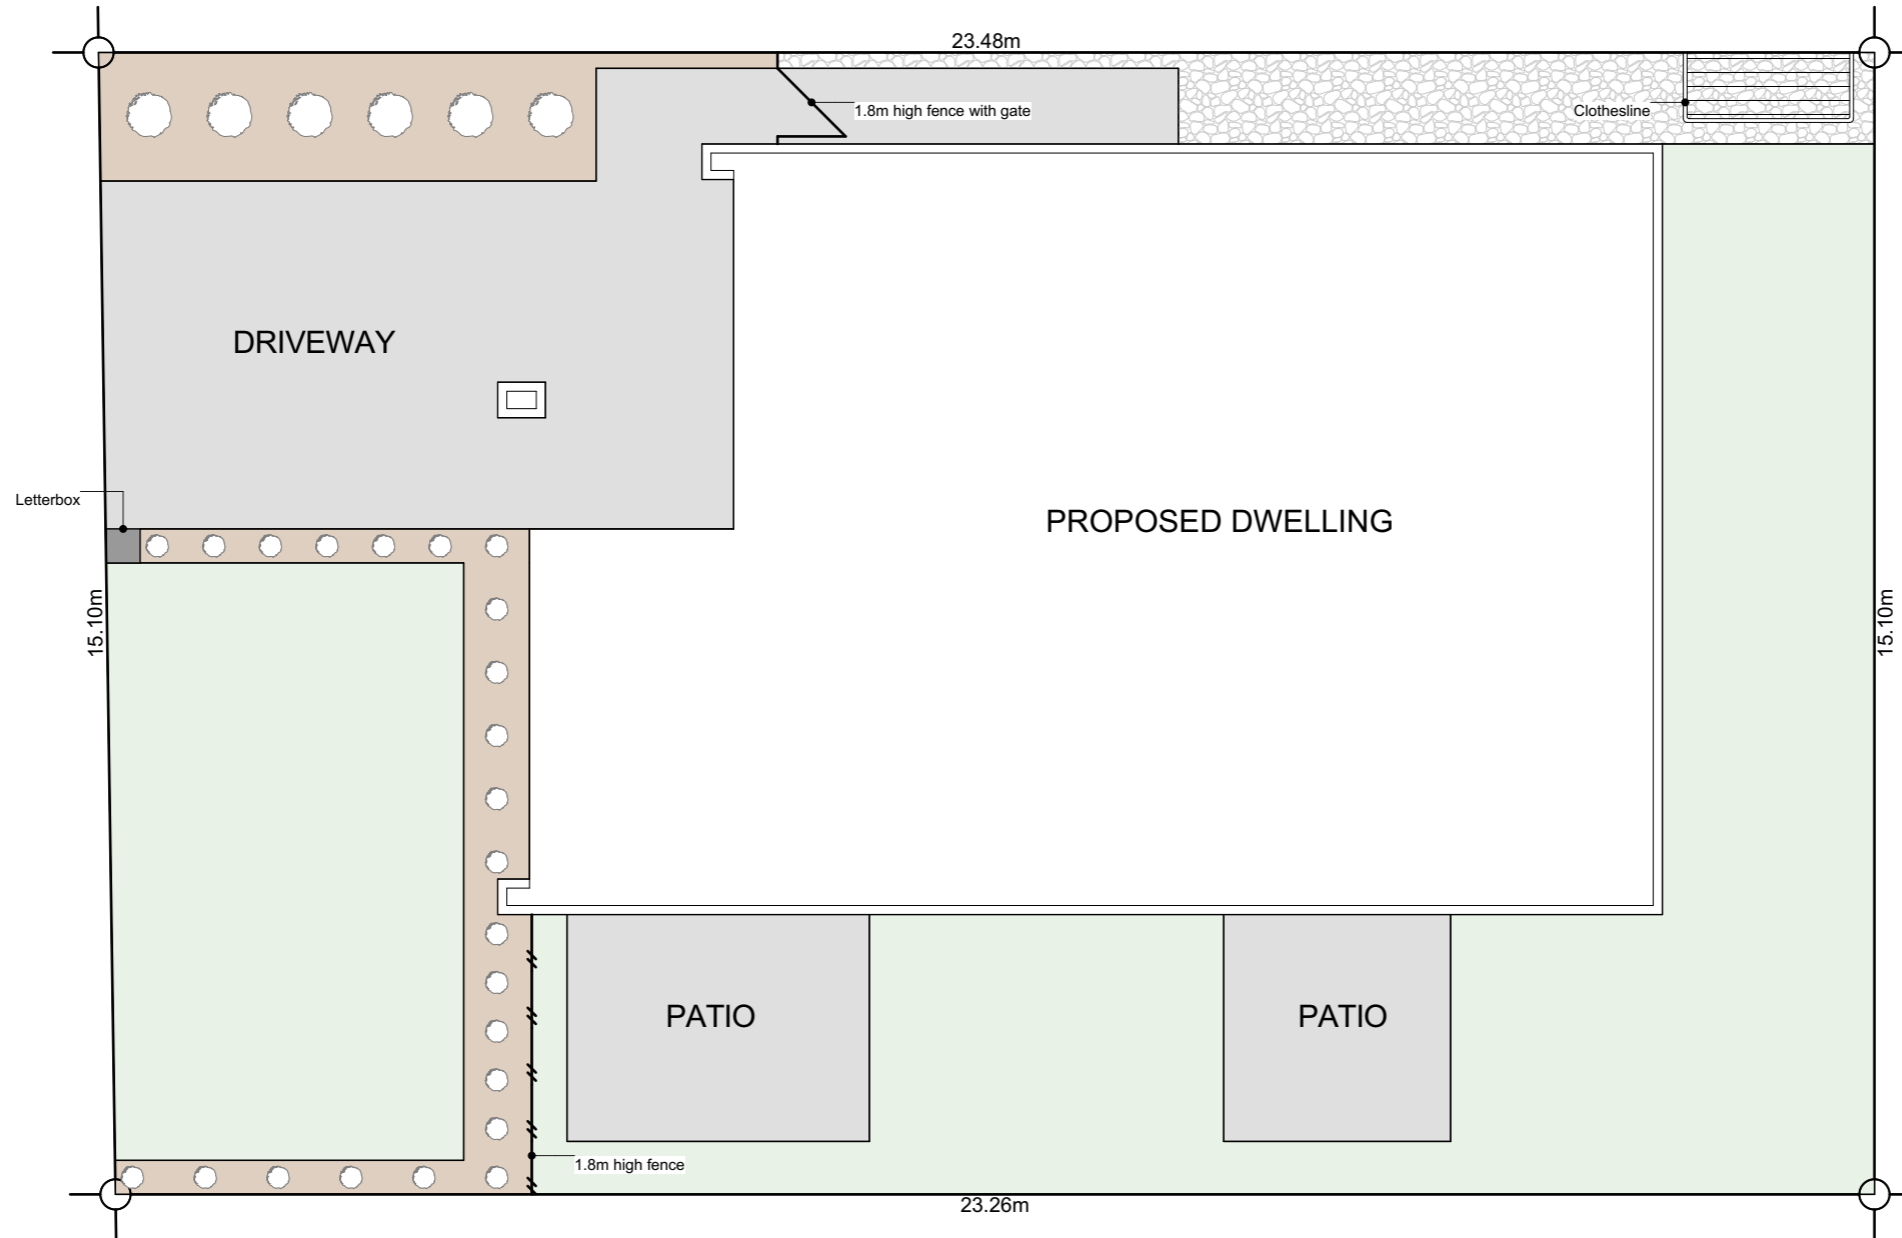 23.48m
1.8m high fence with gate
Clothesline
DRIVEWAY
Letterbox
PROPOSED DWELLING
15.10m
15.10m
PATIO
PATIO
1.8m high fence
23.26m